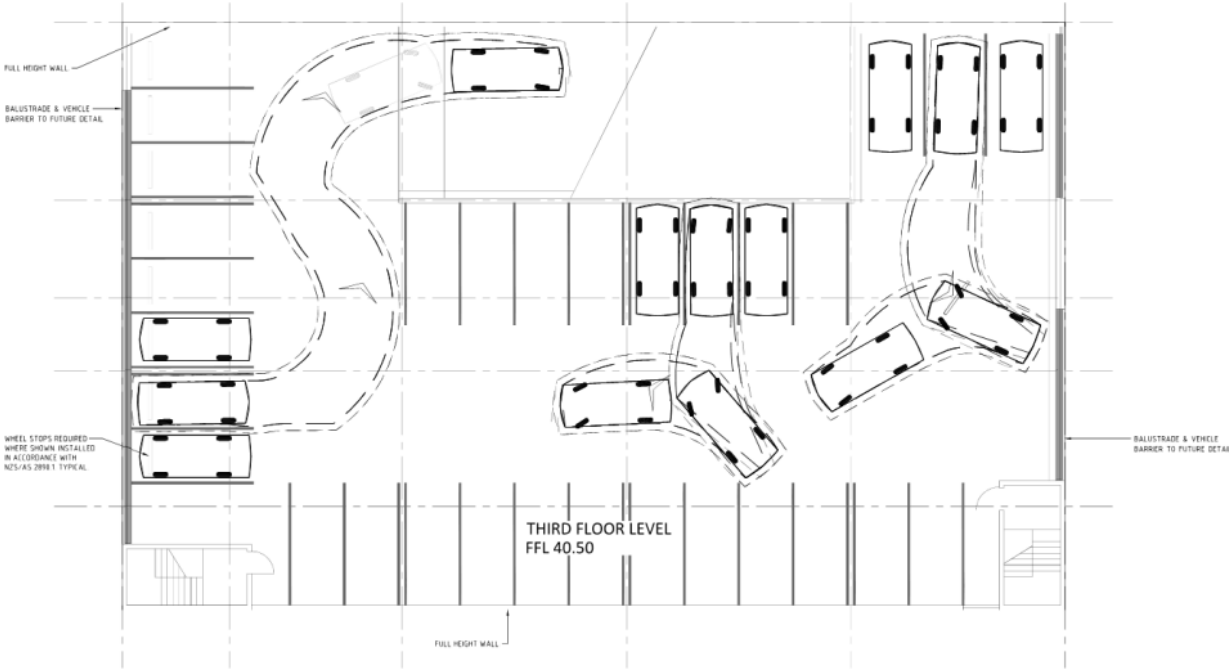 FULL HEIGHT WALL
BALUSTRADE & VEHICLE
BARRIER TO FUTURE DETAIL
WHEEL STOPS REQUIRED
WHERE SHOWN INSTALLED
IN ACCORDANCE WITH
NZS/AS 2890.1 TYPICAL
BALUSTRADE & VEHICLE
BARRIER TO FUTURE DETAIL
THIRD FLOOR LEVEL
FFL 40.50
FULL HEIGHT WALL